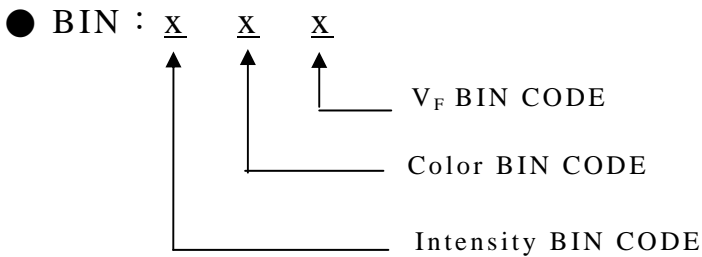 ● BIN：x x x
V_F BIN CODE
Color BIN CODE
Intensity BIN CODE